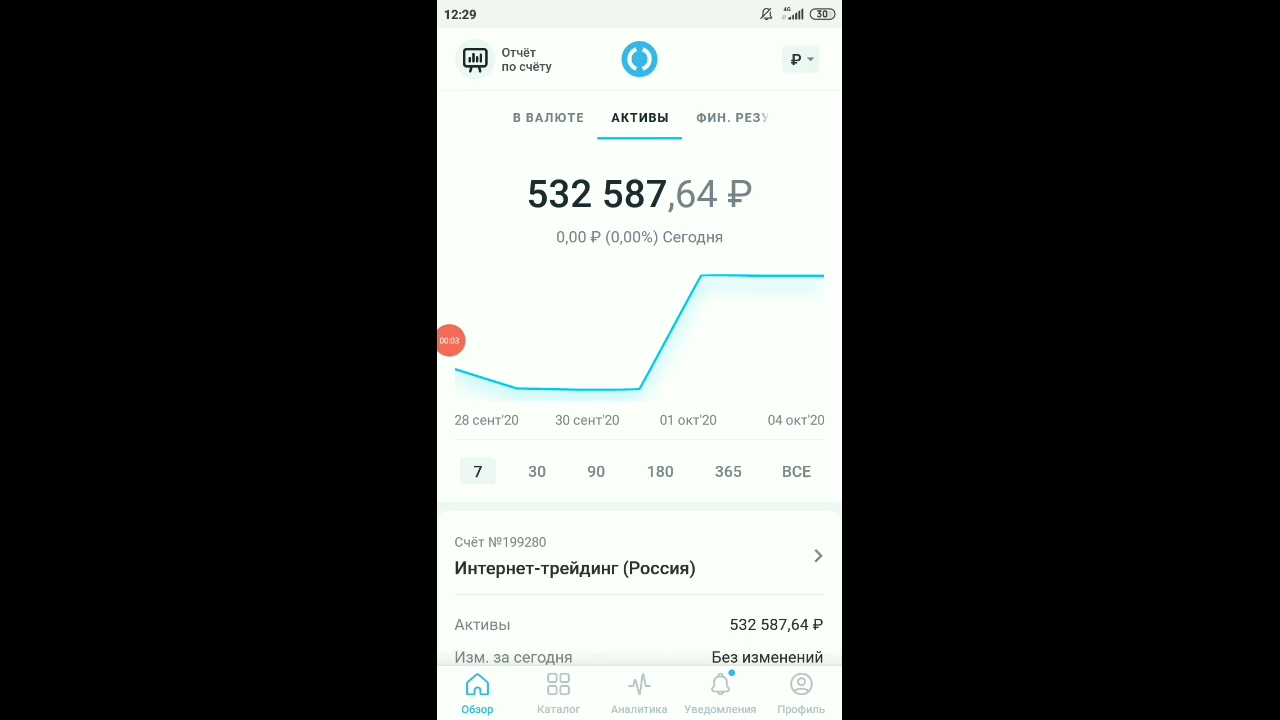 12:29
4G
30
Отчёт
по счёту
₽
В ВАЛЮТЕ
АКТИВЫ
ФИН. РЕЗУ
532 587,64 ₽
0,00 ₽ (0,00%) Сегодня
00:03
28 сент'20
30 сент'20
01 окт'20
04 окт'20
7
30
90
180
365
ВСЕ
Счёт №199280
Интернет-трейдинг (Россия)
Активы
532 587,64 ₽
Изм. за сегодня
Без изменений
Обзор
Каталог
Аналитика
Уведомления
Профиль